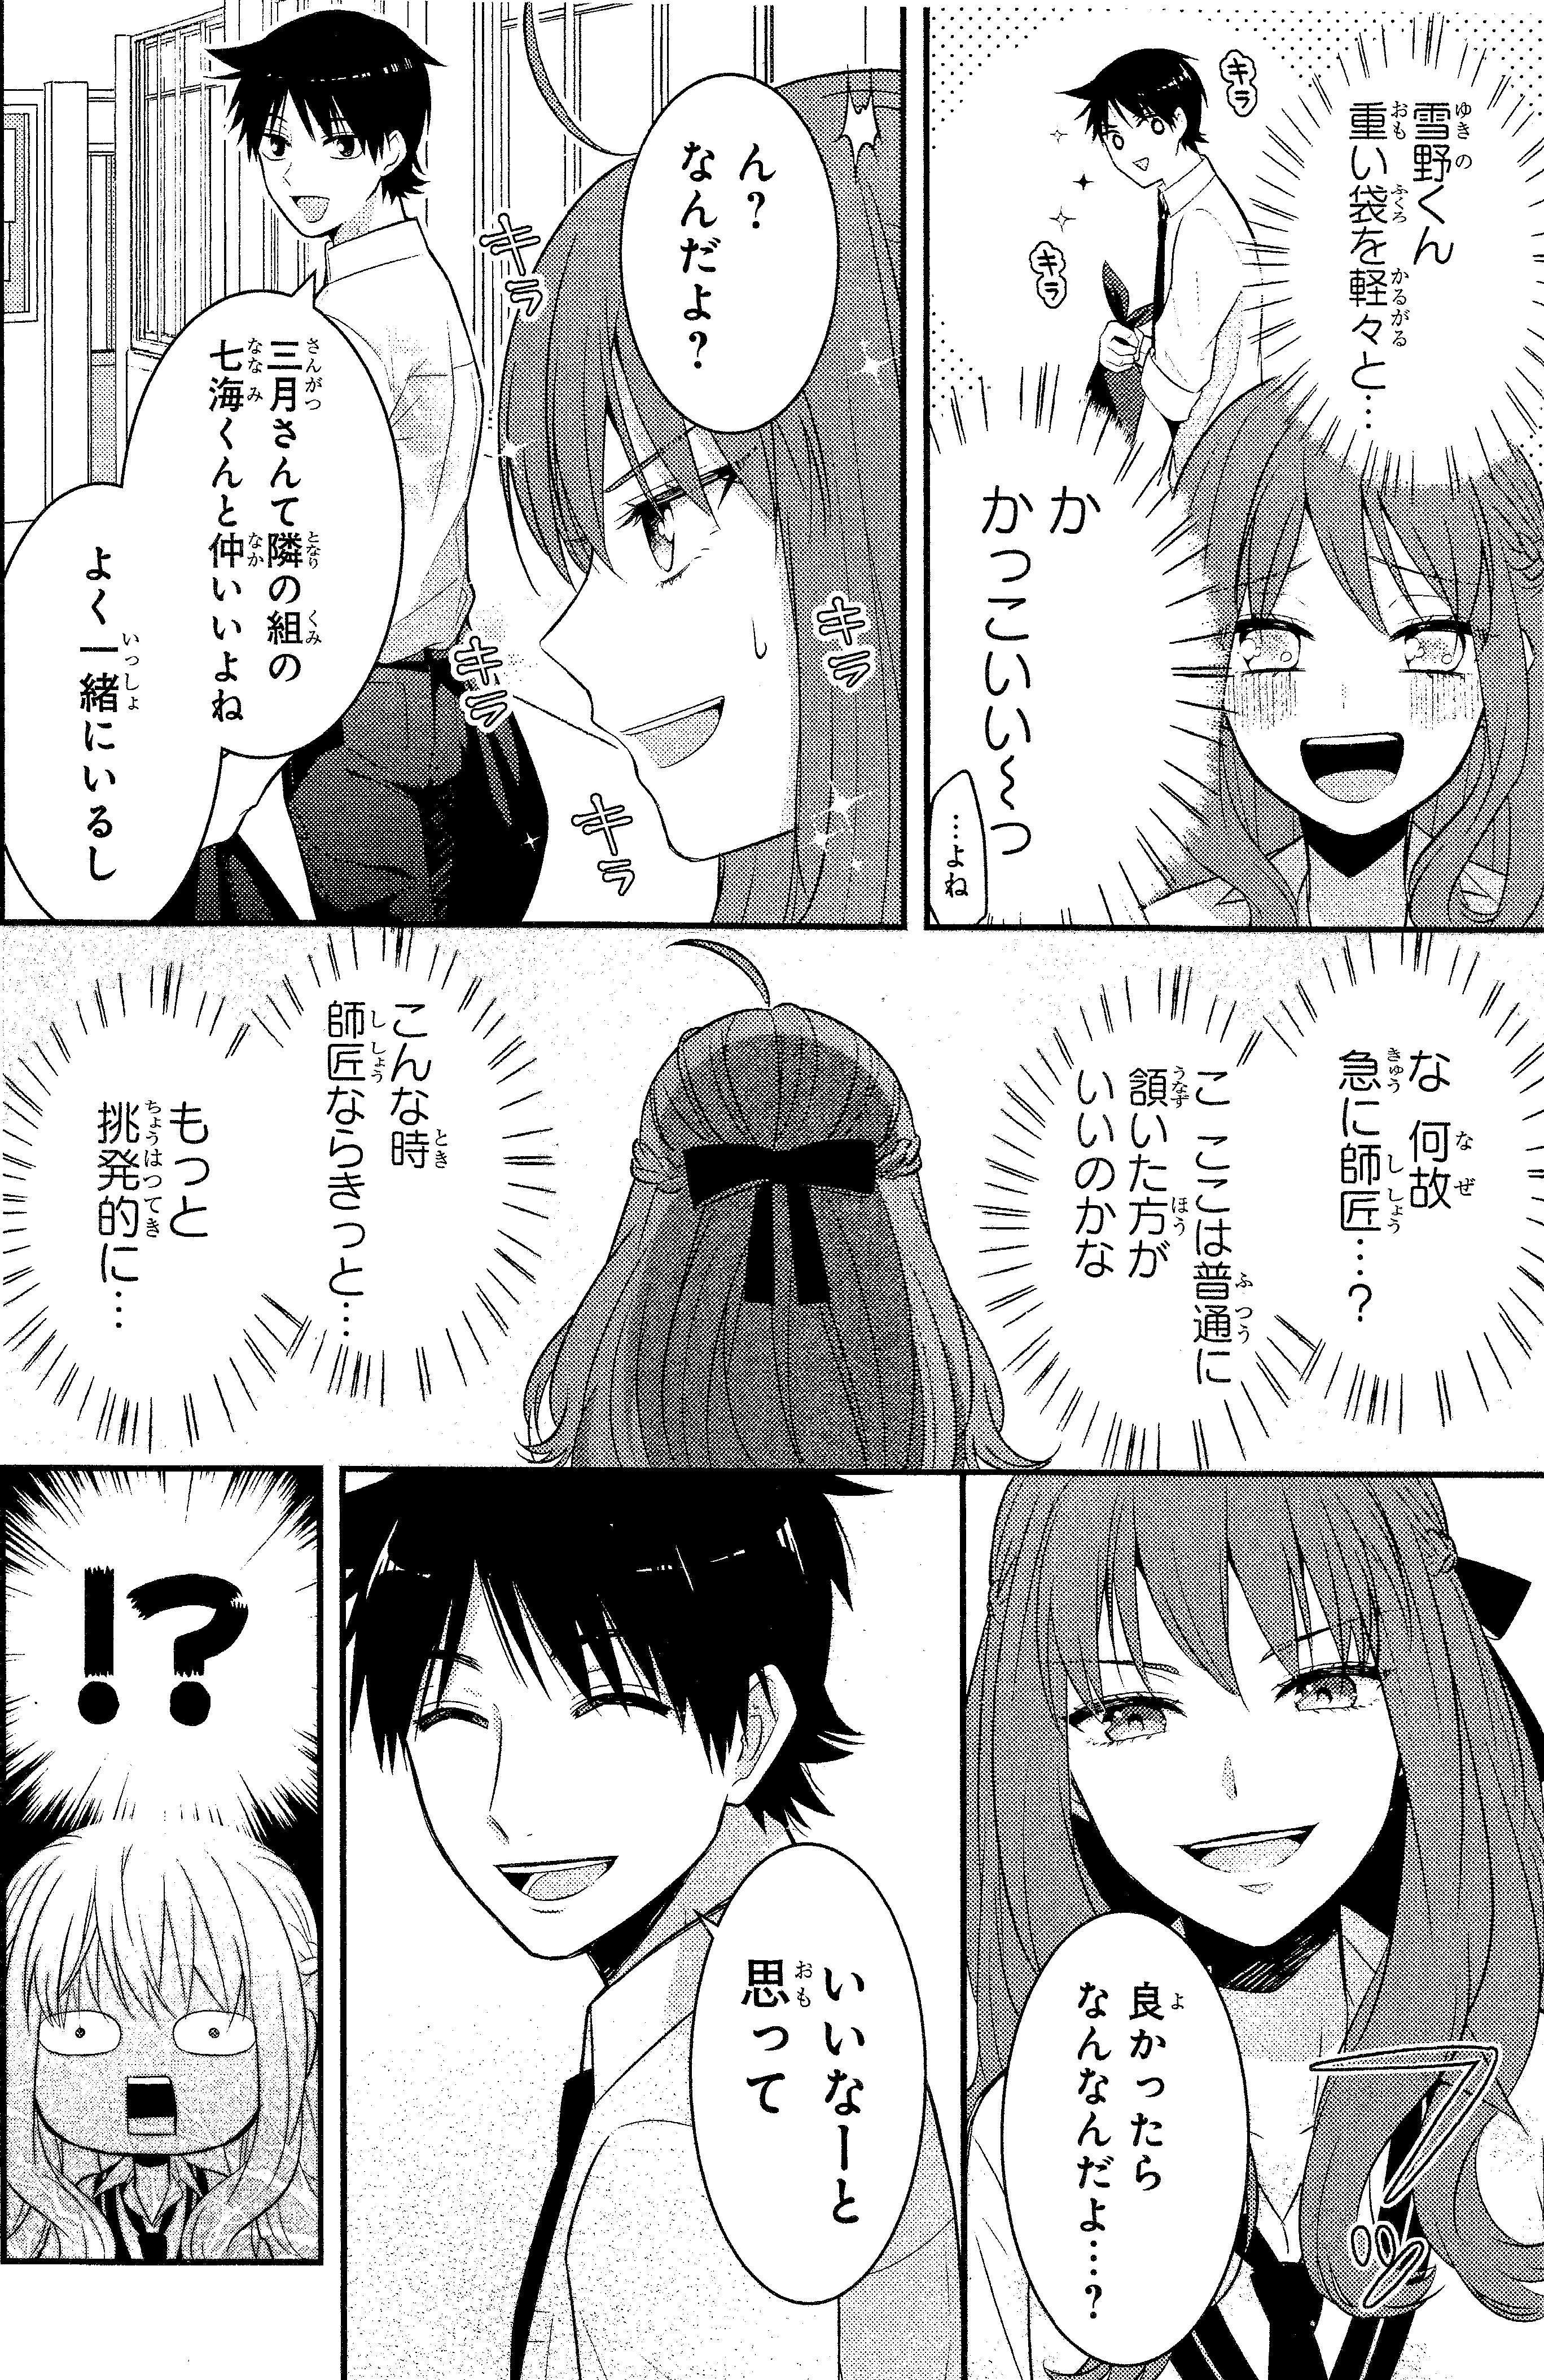 雪野くん
重い袋を軽々と…
キラ
キラ
か
かっこいい〜っ
…よね
ん?
なんだよ?
キラ
キラ
キラ
キラ
三月さんて隣の組の
七海くんと仲いいよね
よく一緒にいるし
な 何故
急に師匠…?
こ ここは普通に
頷いた方が
いいのかな
こんな時
師匠ならきっと…
もっと
挑発的に…
良かったら
なんなんだよ…?
フッ
いいなーと
思って
!?